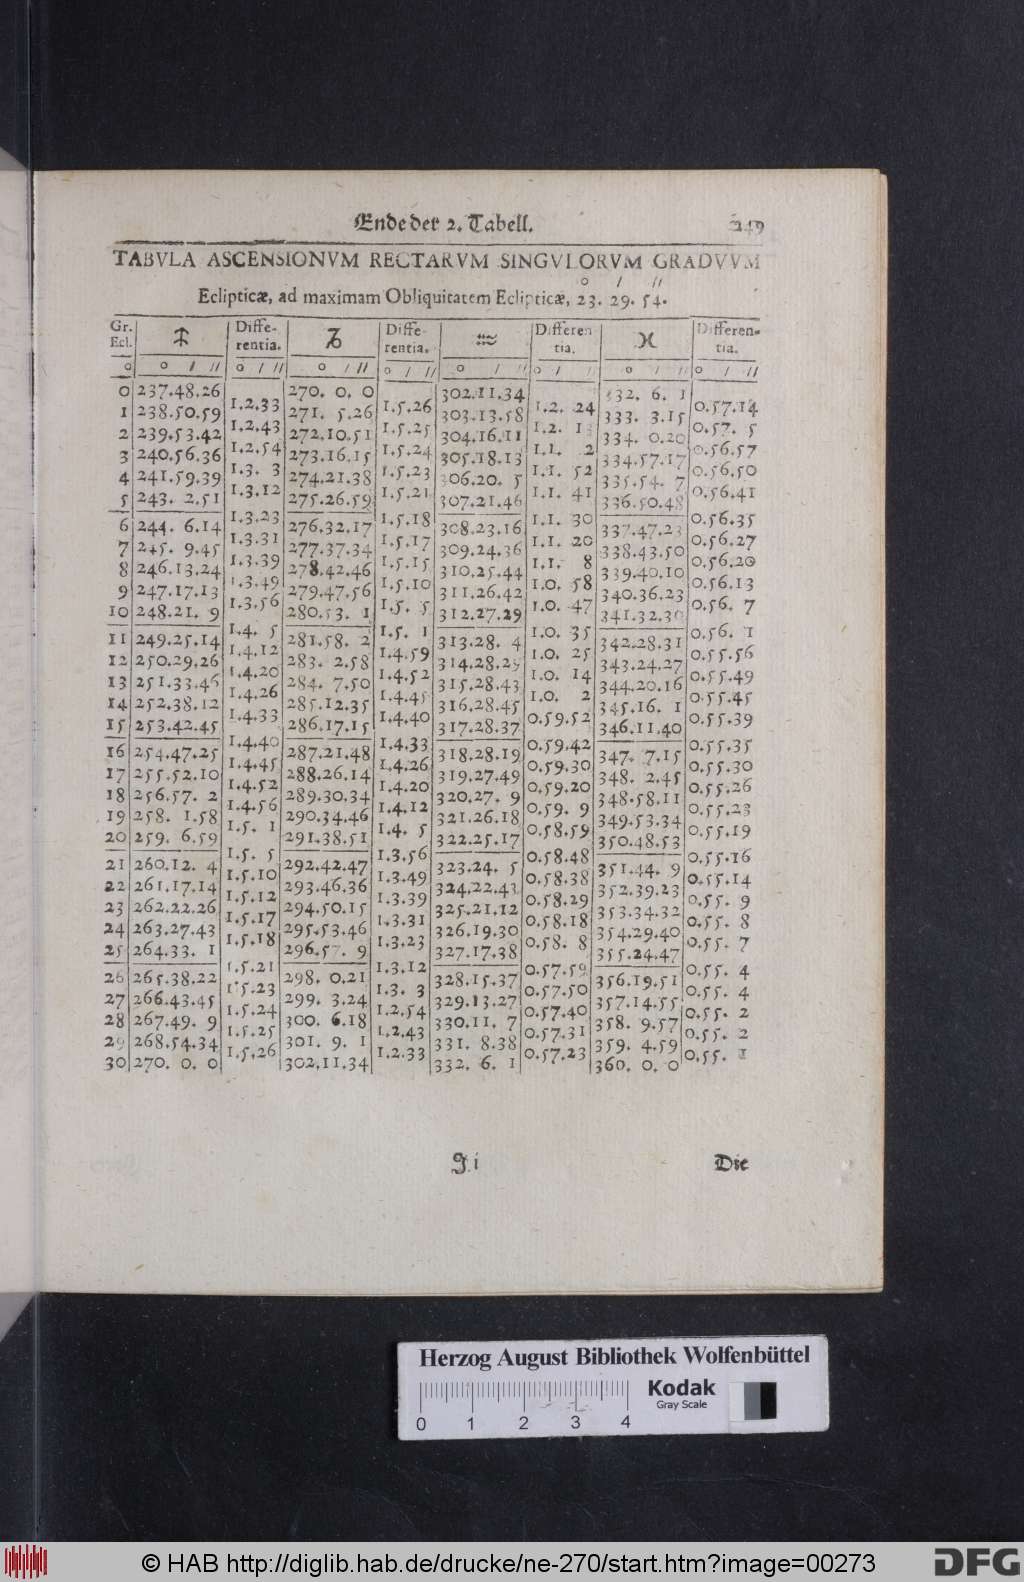 Ende der 2. Tabell. 249
TABVLA ASCENSIONVM RECTARVM SINGVLORVM GRADVVM
o / //
Eclipticæ, ad maximam Obliquitatem Eclipticæ, 23. 29. 54.
Gr. Ecl. ♐ Differentia. ♑ Differentia. ♒ Differentia. ♓ Differentia.
o o / // o / // o / // o / // o / // o / // o / // o / //
0 237.48.26 270. 0. 0 302.11.34 332. 6. 1
1.2.33 1.5.26 1.2. 24 0.57.14
1 238.50.59 271. 5.26 303.13.58 333. 3.15
1.2.43 1.5.25 1.2. 13 0.57. 5
2 239.53.42 272.10.51 304.16.11 334. 0.20
1.2.54 1.5.24 1.1. 2 0.56.57
3 240.56.36 273.16.15 305.18.13 334.57.17
1.3. 3 1.5.23 1.1. 52 0.56.50
4 241.59.39 274.21.38 306.20. 5 335.54. 7
1.3.12 1.5.21 1.1. 41 0.56.41
5 243. 2.51 275.26.59 307.21.46 336.50.48
1.3.23 1.5.18 1.1. 30 0.56.35
6 244. 6.14 276.32.17 308.23.16 337.47.23
1.3.31 1.5.17 1.1. 20 0.56.27
7 245. 9.45 277.37.34 309.24.36 338.43.50
1.3.39 1.5.15 1.1. 8 0.56.20
8 246.13.24 278.42.46 310.25.44 339.40.10
1.3.49 1.5.10 1.0. 58 0.56.13
9 247.17.13 279.47.56 311.26.42 340.36.23
1.3.56 1.5. 5 1.0. 47 0.56. 7
10 248.21. 9 280.53. 1 312.27.29 341.32.30
1.4. 5 1.5. 1 1.0. 35 0.56. 1
11 249.25.14 281.58. 2 313.28. 4 342.28.31
1.4.12 1.4.59 1.0. 25 0.55.56
12 250.29.26 283. 2.58 314.28.29 343.24.27
1.4.20 1.4.52 1.0. 14 0.55.49
13 251.33.46 284. 7.50 315.28.43 344.20.16
1.4.26 1.4.45 1.0. 2 0.55.45
14 252.38.12 285.12.35 316.28.45 345.16. 1
1.4.33 1.4.40 0.59.52 0.55.39
15 253.42.45 286.17.15 317.28.37 346.11.40
1.4.40 1.4.33 0.59.42 0.55.35
16 254.47.25 287.21.48 318.28.19 347. 7.15
1.4.45 1.4.26 0.59.30 0.55.30
17 255.52.10 288.26.14 319.27.49 348. 2.45
1.4.52 1.4.20 0.59.20 0.55.26
18 256.57. 2 289.30.34 320.27. 9 348.58.11
1.4.56 1.4.12 0.59. 9 0.55.23
19 258. 1.58 290.34.46 321.26.18 349.53.34
1.5. 1 1.4. 5 0.58.59 0.55.19
20 259. 6.59 291.38.51 322.25.17 350.48.53
1.5. 5 1.3.56 0.58.48 0.55.16
21 260.12. 4 292.42.47 323.24. 5 351.44. 9
1.5.10 1.3.49 0.58.38 0.55.14
22 261.17.14 293.46.36 324.22.43 352.39.23
1.5.12 1.3.39 0.58.29 0.55. 9
23 262.22.26 294.50.15 325.21.12 353.34.32
1.5.17 1.3.31 0.58.18 0.55. 8
24 263.27.43 295.53.46 326.19.30 354.29.40
1.5.18 1.3.23 0.58. 8 0.55. 7
25 264.33. 1 296.57. 9 327.17.38 355.24.47
1.5.21 1.3.12 0.57.59 0.55. 4
26 265.38.22 298. 0.21 328.15.37 356.19.51
1.5.23 1.3. 3 0.57.50 0.55. 4
27 266.43.45 299. 3.24 329.13.27 357.14.55
1.5.24 1.2.54 0.57.40 0.55. 2
28 267.49. 9 300. 6.18 330.11. 7 358. 9.57
1.5.25 1.2.43 0.57.31 0.55. 2
29 268.54.34 301. 9. 1 331. 8.38 359. 4.59
1.5.26 1.2.33 0.57.23 0.55. 1
30 270. 0. 0 302.11.34 332. 6. 1 360. 0. 0
J i Die
Herzog August Bibliothek Wolfenbüttel
0 1 2 3 4
Kodak
Gray Scale
© HAB http://diglib.hab.de/drucke/ne-270/start.htm?image=00273
DFG